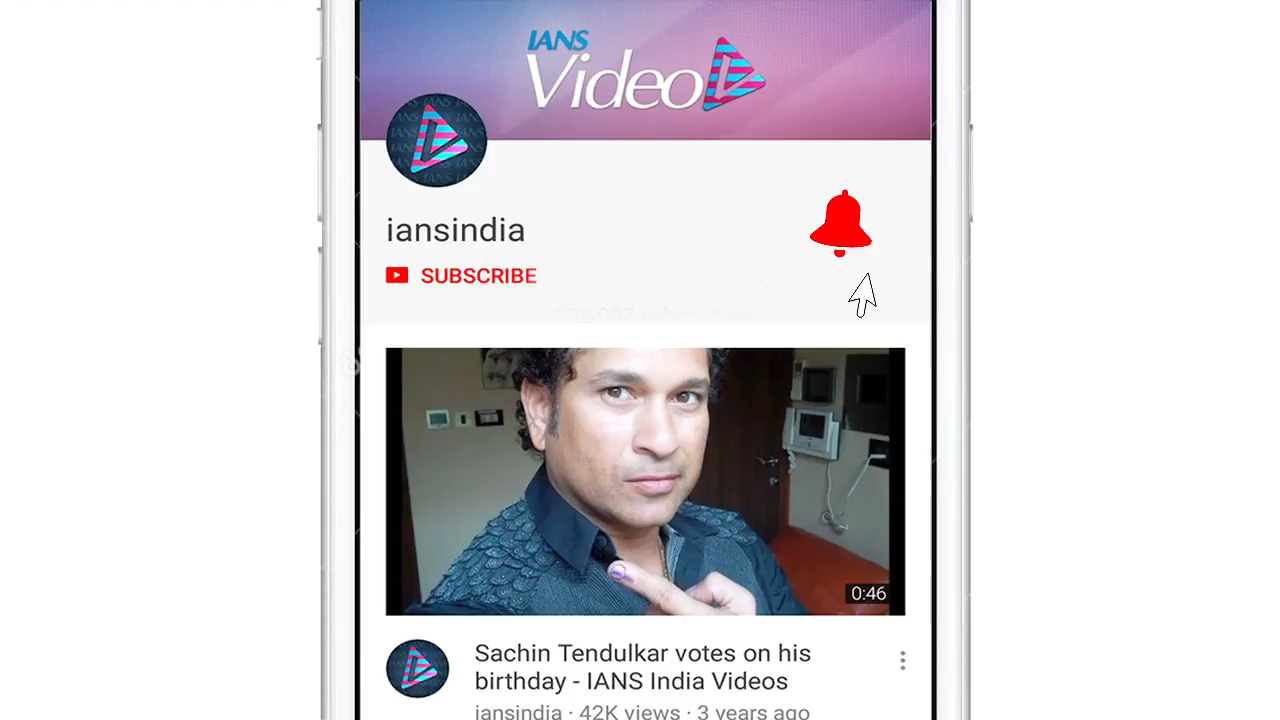 IANS
Video
iansindia
SUBSCRIBE
0:46
Sachin Tendulkar votes on his
birthday - IANS India Videos
iansindia · 42K views · 3 years ago